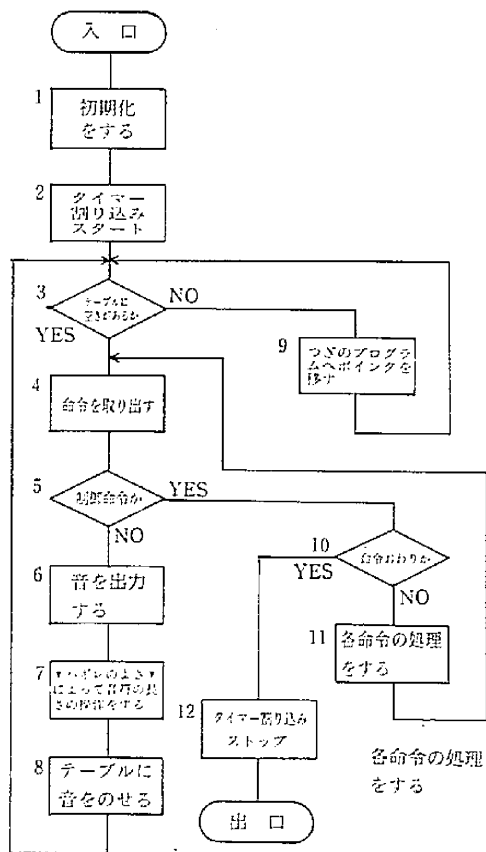 入口
1
初期化
をする
2
タイマー
割り込み
スタート
3
テーブルに
空きがあるか
NO
YES
9
つぎのプログラ
ムへポインタを
移す
4
命令を取り出す
5
制御命令か
YES
NO
10
命令おわりか
YES
NO
6
音を出力
する
11
各命令の処理
をする
7
によって音符の長
さの操作をする
12
タイマー割り込み
ストップ
各命令の処理
をする
8
テーブルに
音をのせる
出口